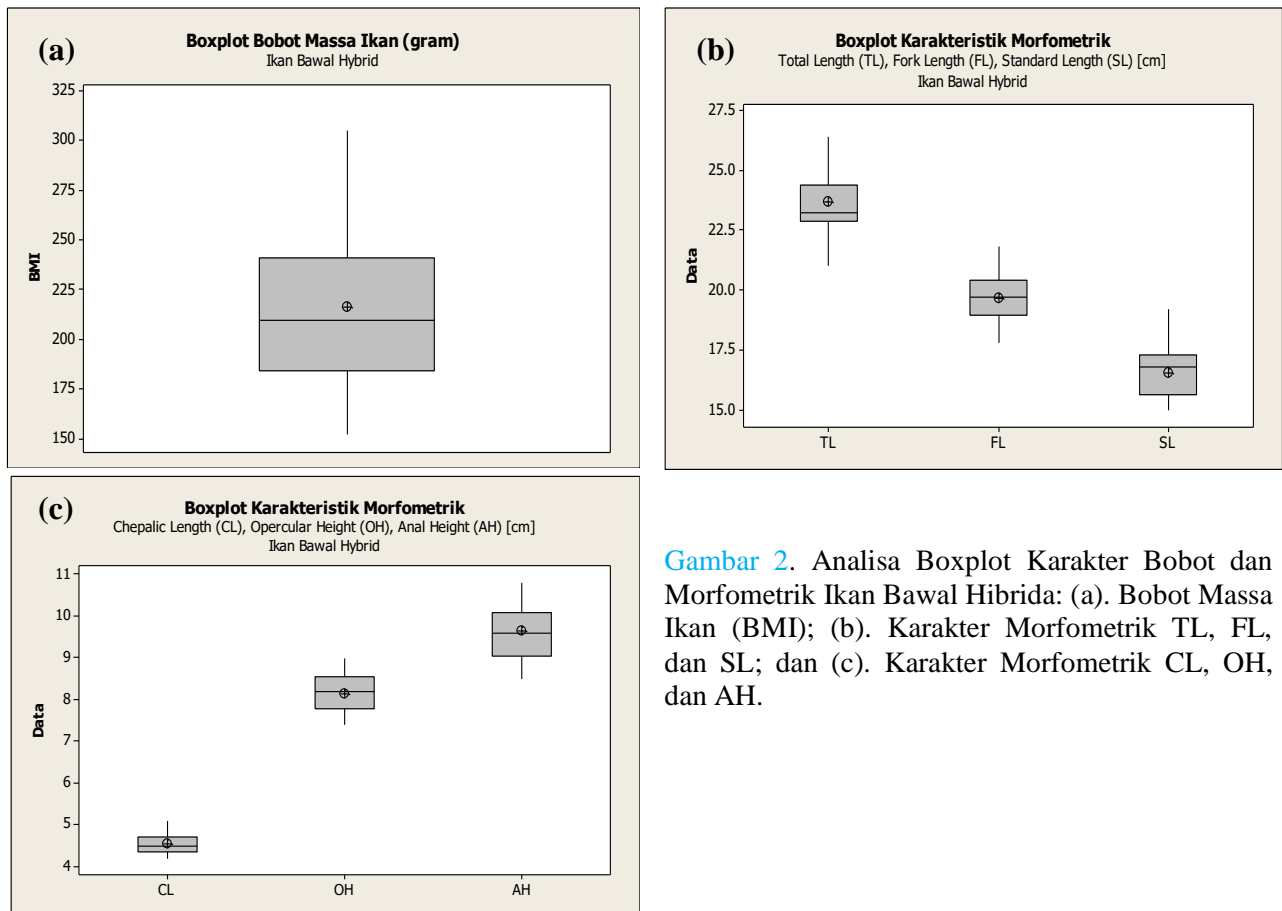 (a)
Boxplot Bobot Massa Ikan (gram)
Ikan Bawal Hybrid
325
300
275
250
225
200
175
150
BMI
(b)
Boxplot Karakteristik Morfometrik
Total Length (TL), Fork Length (FL), Standard Length (SL) [cm]
Ikan Bawal Hybrid
27.5
25.0
22.5
20.0
17.5
15.0
Data
TL FL SL
(c)
Boxplot Karakteristik Morfometrik
Chepalic Length (CL), Opercular Height (OH), Anal Height (AH) [cm]
Ikan Bawal Hybrid
11
10
9
8
7
6
5
4
Data
CL OH AH
Gambar 2. Analisa Boxplot Karakter Bobot dan
Morfometrik Ikan Bawal Hibrida: (a). Bobot Massa
Ikan (BMI); (b). Karakter Morfometrik TL, FL,
dan SL; dan (c). Karakter Morfometrik CL, OH,
dan AH.